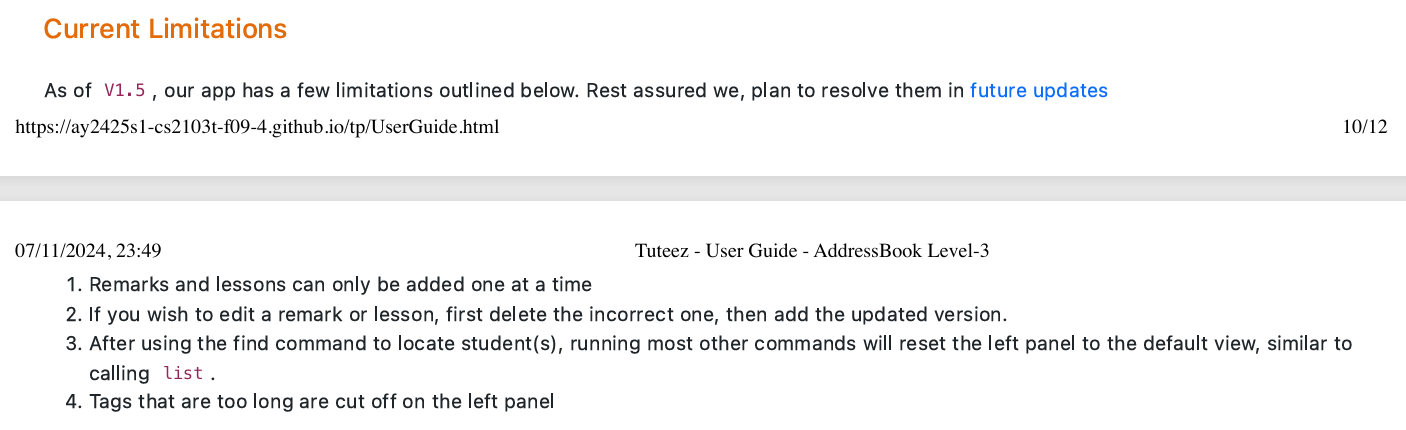 Current Limitations
As of V1.5 , our app has a few limitations outlined below. Rest assured we, plan to resolve them in future updates
https://ay2425s1-cs2103t-f09-4.github.io/tp/UserGuide.html 10/12
07/11/2024, 23:49 Tuteez - User Guide - AddressBook Level-3
1. Remarks and lessons can only be added one at a time
2. If you wish to edit a remark or lesson, first delete the incorrect one, then add the updated version.
3. After using the find command to locate student(s), running most other commands will reset the left panel to the default view, similar to
calling list .
4. Tags that are too long are cut off on the left panel